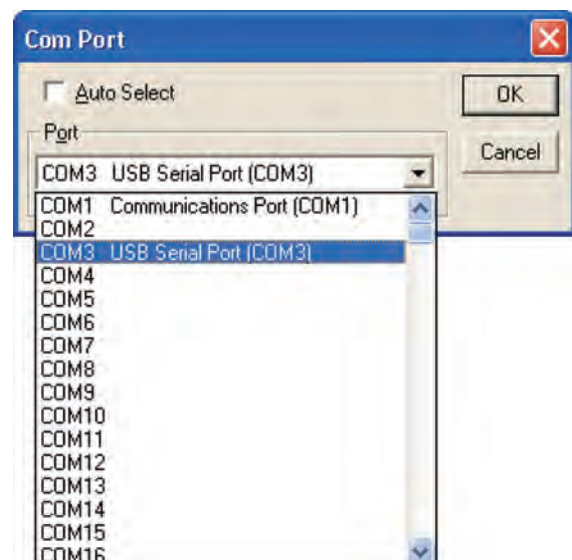 Com Port
Auto Select
OK
Port
Cancel
COM3 USB Serial Port (COM3)
COM1 Communications Port (COM1)
COM2
COM3 USB Serial Port (COM3)
COM4
COM5
COM6
COM7
COM8
COM9
COM10
COM11
COM12
COM13
COM14
COM15
COM16